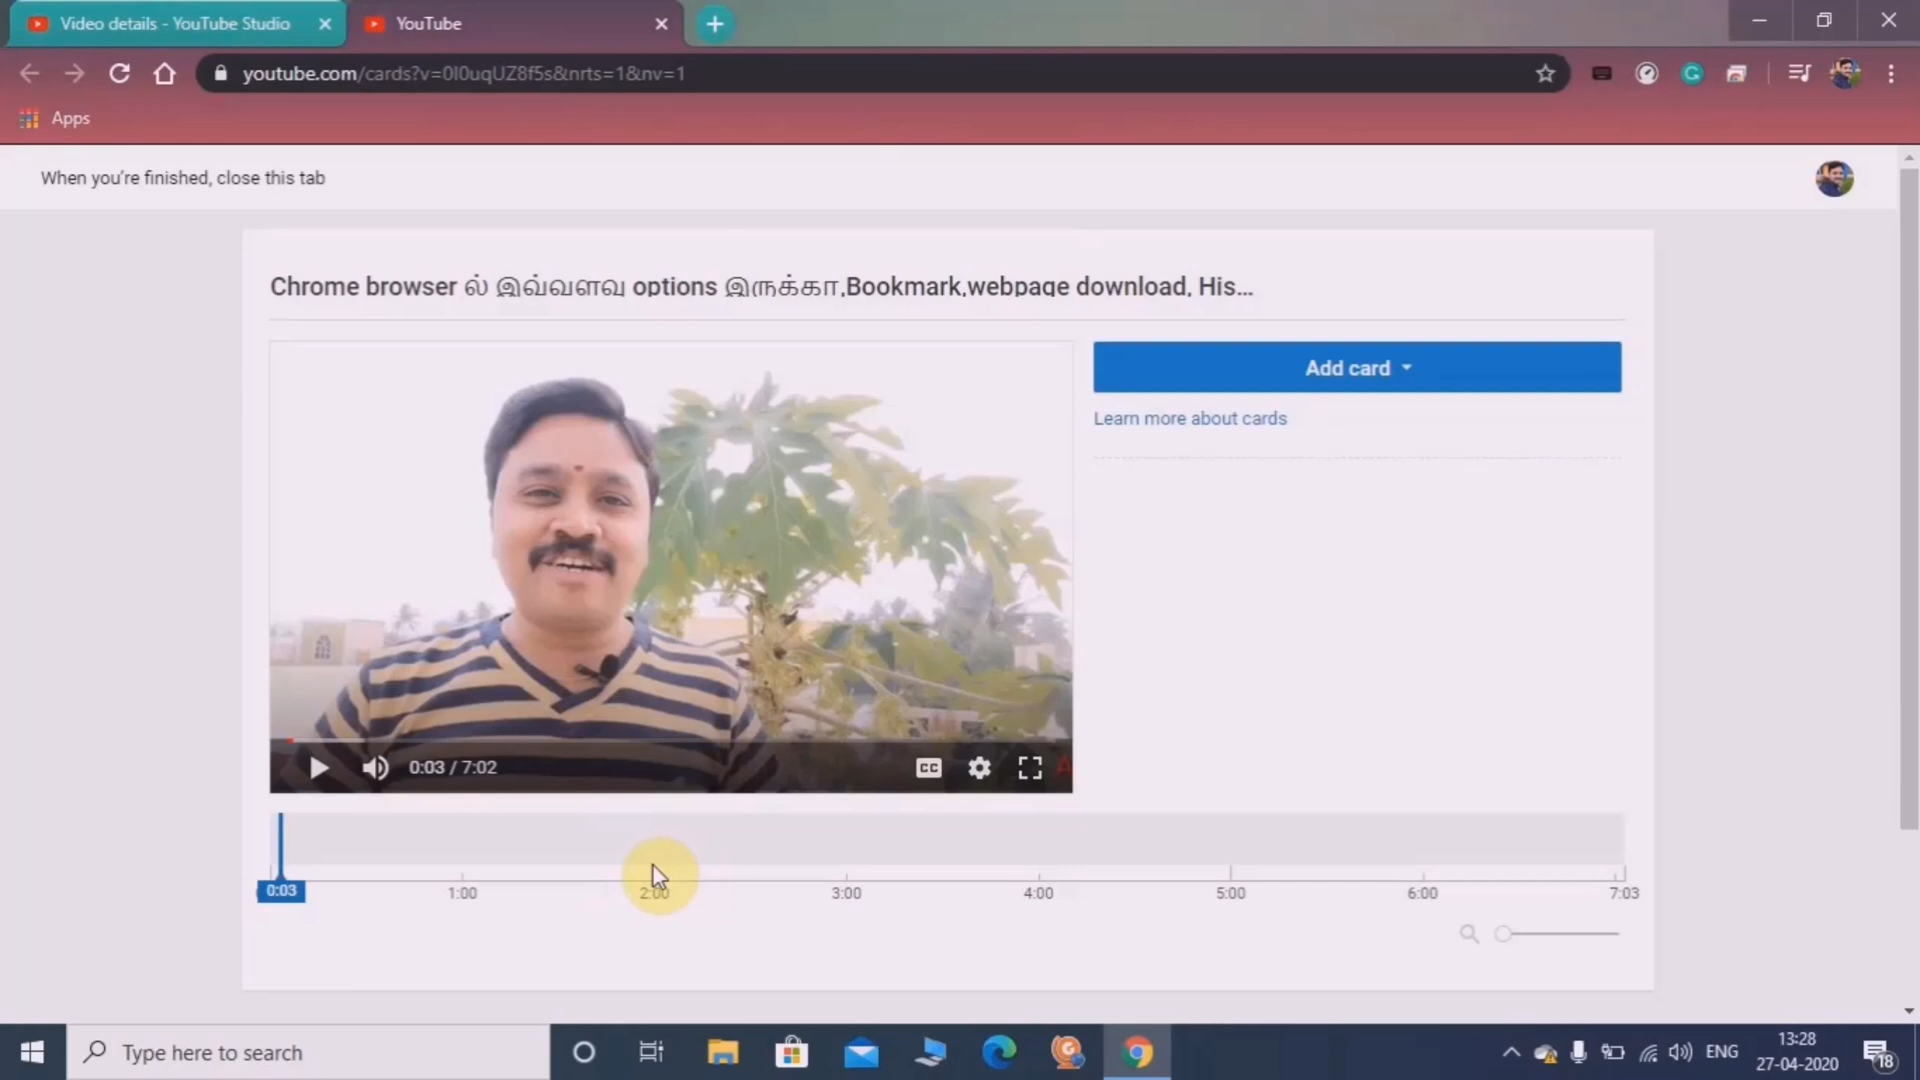 Video details - YouTube Studio
YouTube
youtube.com/cards?v=0I0uqUZ8f5s&nrts=1&nv=1
Apps
When you're finished, close this tab
Chrome browser ல் இவ்வளவு options இருக்கா,Bookmark,webpage download, His...
Add card
Learn more about cards
CC
0:03 / 7:02
0:03
1:00
2:00
3:00
4:00
5:00
6:00
7:03
Type here to search
ENG
13:28
27-04-2020
18